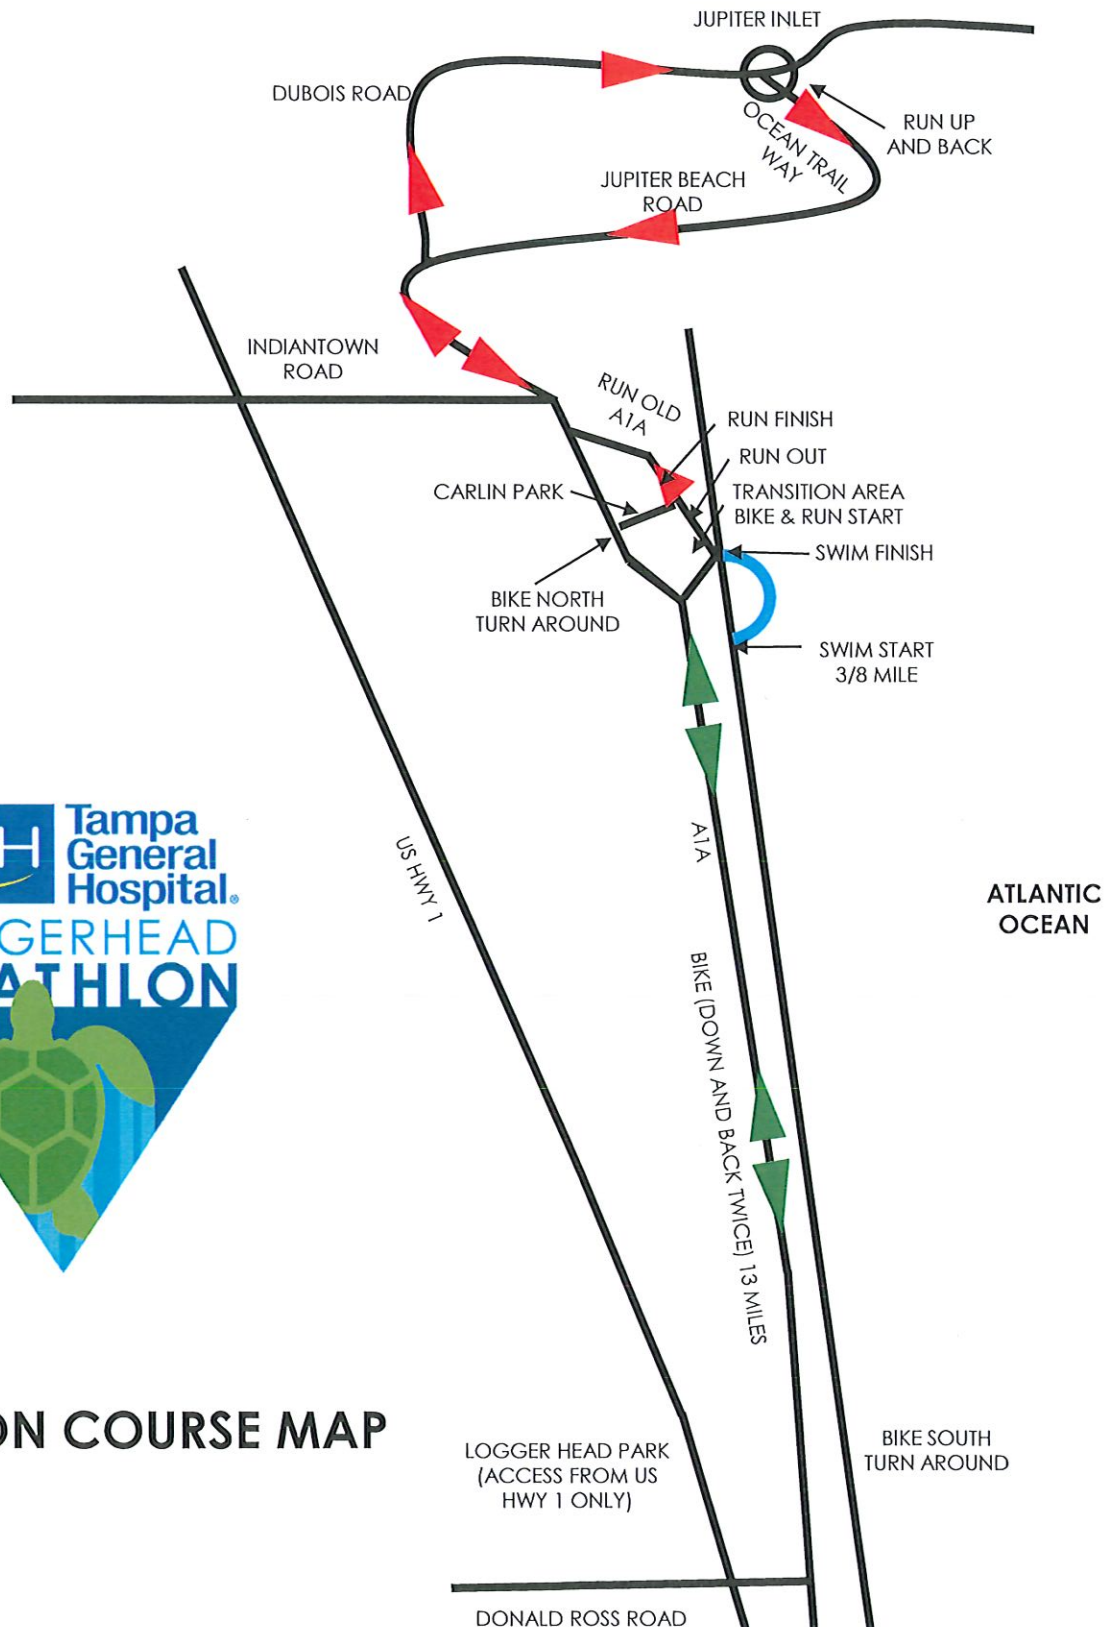 JUPITER INLET
DUBOIS ROAD
OCEAN TRAIL
WAY
RUN UP
AND BACK
JUPITER BEACH
ROAD
INDIANTOWN
ROAD
RUN OLD
A1A
RUN FINISH
RUN OUT
CARLIN PARK
TRANSITION AREA
BIKE & RUN START
SWIM FINISH
BIKE NORTH
TURN AROUND
SWIM START
3/8 MILE
H
Tampa
General
Hospital®
GERHEAD
ATHLON
US HWY 1
A1A
ATLANTIC
OCEAN
BIKE (DOWN AND BACK TWICE) 13 MILES
ON COURSE MAP
LOGGER HEAD PARK
(ACCESS FROM US
HWY 1 ONLY)
BIKE SOUTH
TURN AROUND
DONALD ROSS ROAD